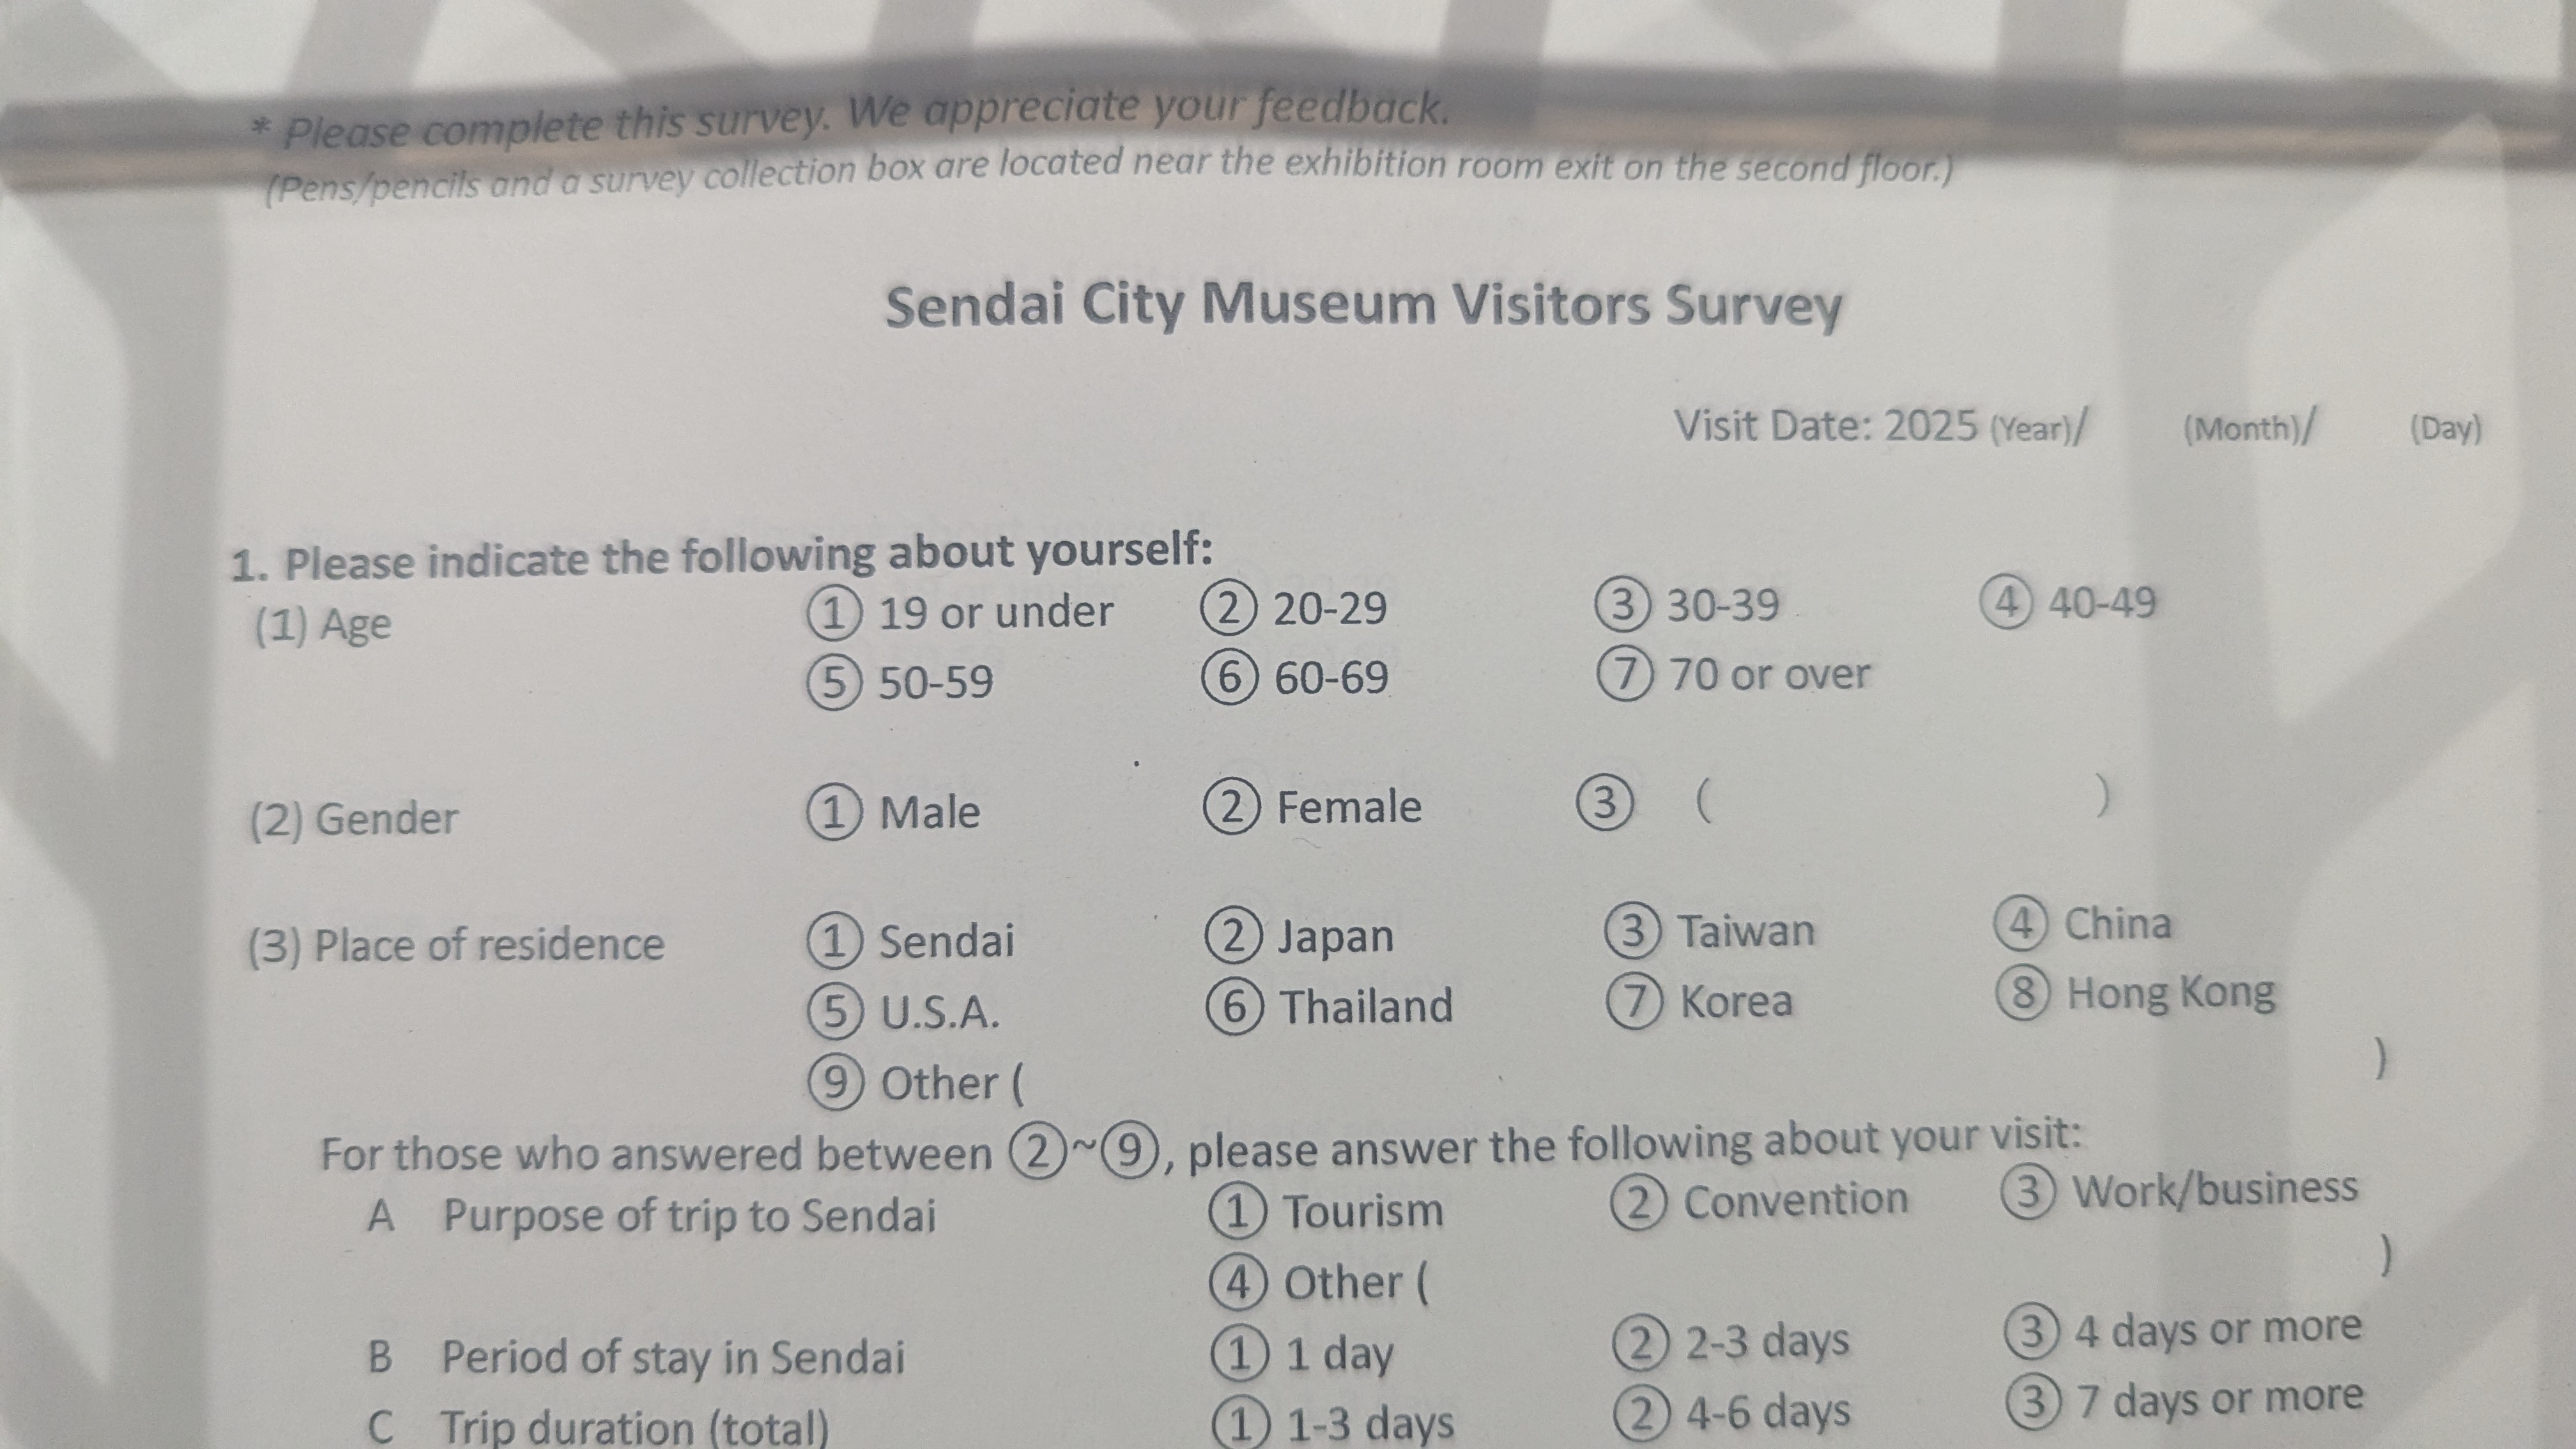 * Please complete this survey. We appreciate your feedback.
(Pens/pencils and a survey collection box are located near the exhibition room exit on the second floor.)
Sendai City Museum Visitors Survey
Visit Date: 2025 (Year)/ (Month)/ (Day)
1. Please indicate the following about yourself:
(1) Age ① 19 or under ② 20-29 ③ 30-39 ④ 40-49
⑤ 50-59 ⑥ 60-69 ⑦ 70 or over
(2) Gender ① Male ② Female ③ ( )
(3) Place of residence ① Sendai ② Japan ③ Taiwan ④ China
⑤ U.S.A. ⑥ Thailand ⑦ Korea ⑧ Hong Kong
⑨ Other ( )
For those who answered between ②~⑨, please answer the following about your visit:
A Purpose of trip to Sendai ① Tourism ② Convention ③ Work/business
④ Other ( )
B Period of stay in Sendai ① 1 day ② 2-3 days ③ 4 days or more
C Trip duration (total) ① 1-3 days ② 4-6 days ③ 7 days or more